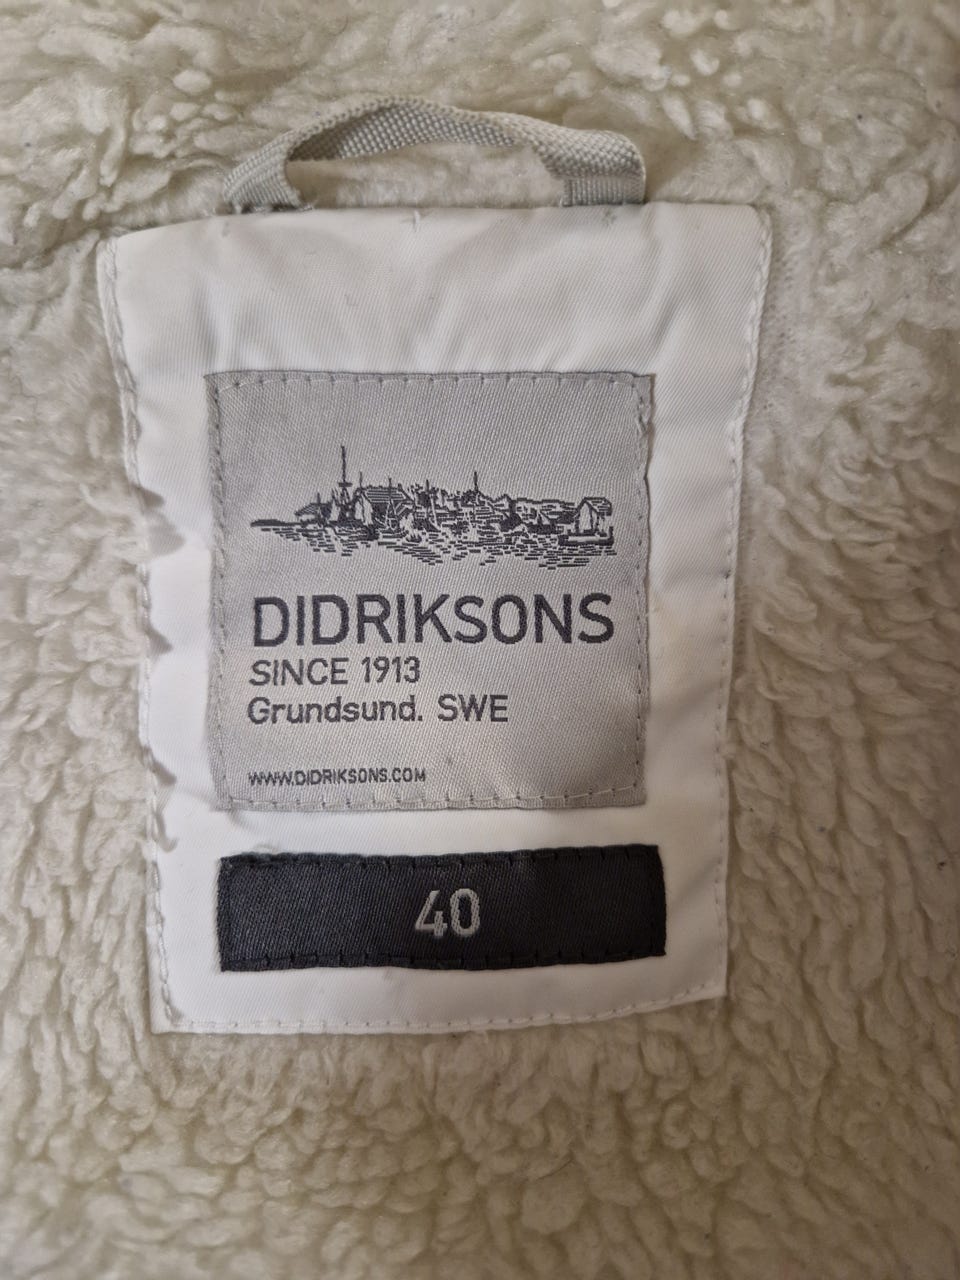 DIDRIKSONS
SINCE 1913
Grundsund. SWE
WWW.DIDRIKSONS.COM
40